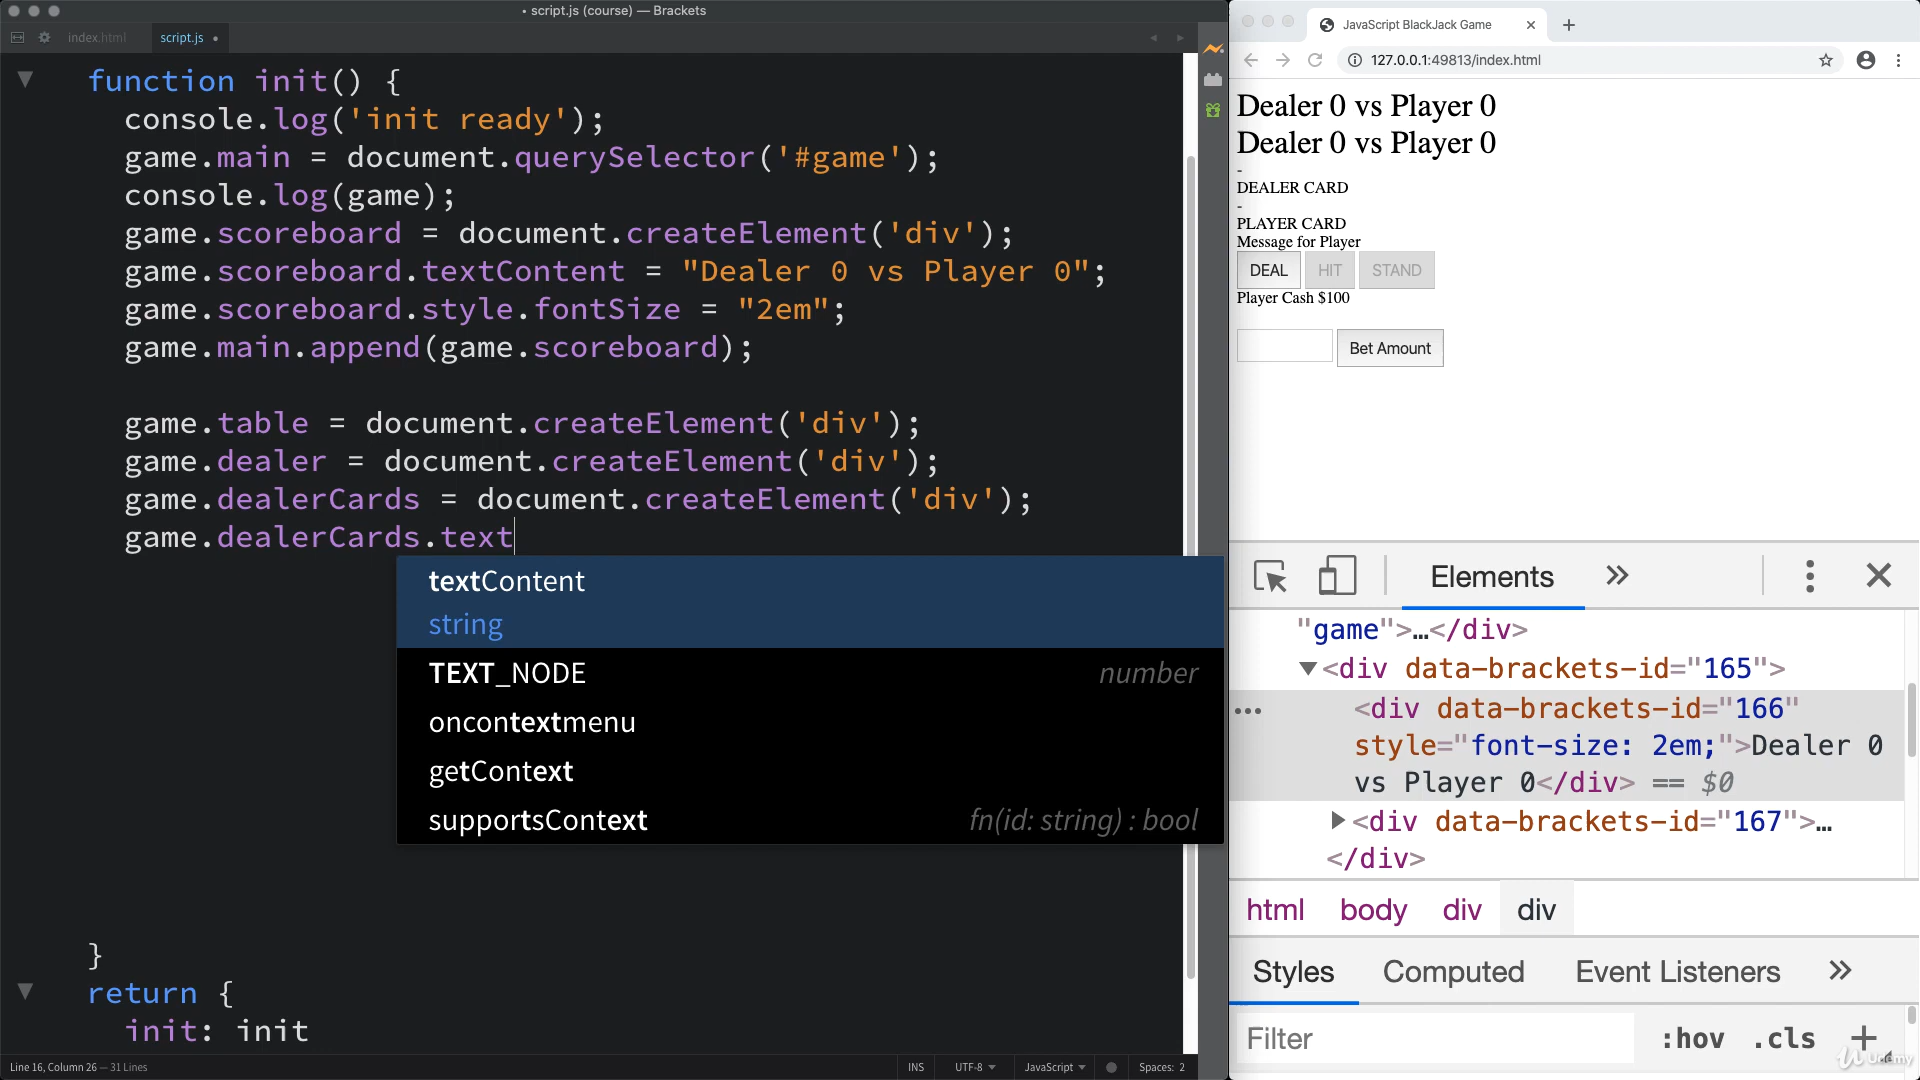 • script.js (course) — Brackets
index.html
script.js •
function init() {
console.log('init ready');
game.main = document.querySelector('#game');
console.log(game);
game.scoreboard = document.createElement('div');
game.scoreboard.textContent = "Dealer 0 vs Player 0";
game.scoreboard.style.fontSize = "2em";
game.main.append(game.scoreboard);
game.table = document.createElement('div');
game.dealer = document.createElement('div');
game.dealerCards = document.createElement('div');
game.dealerCards.text
textContent
string
TEXT_NODE number
oncontextmenu
getContext
supportsContext fn(id: string) : bool
}
return {
init: init
Line 16, Column 26 — 31 Lines
INS UTF-8 JavaScript Spaces: 2
JavaScript BlackJack Game
127.0.0.1:49813/index.html
Dealer 0 vs Player 0
Dealer 0 vs Player 0
-
DEALER CARD
-
PLAYER CARD
Message for Player
DEAL HIT STAND
Player Cash $100
Bet Amount
Elements
"game">…</div>
<div data-brackets-id="165">
<div data-brackets-id="166"
style="font-size: 2em;">Dealer 0
vs Player 0</div> == $0
<div data-brackets-id="167">…
</div>
html body div div
Styles Computed Event Listeners
Filter :hov .cls +
Udemy